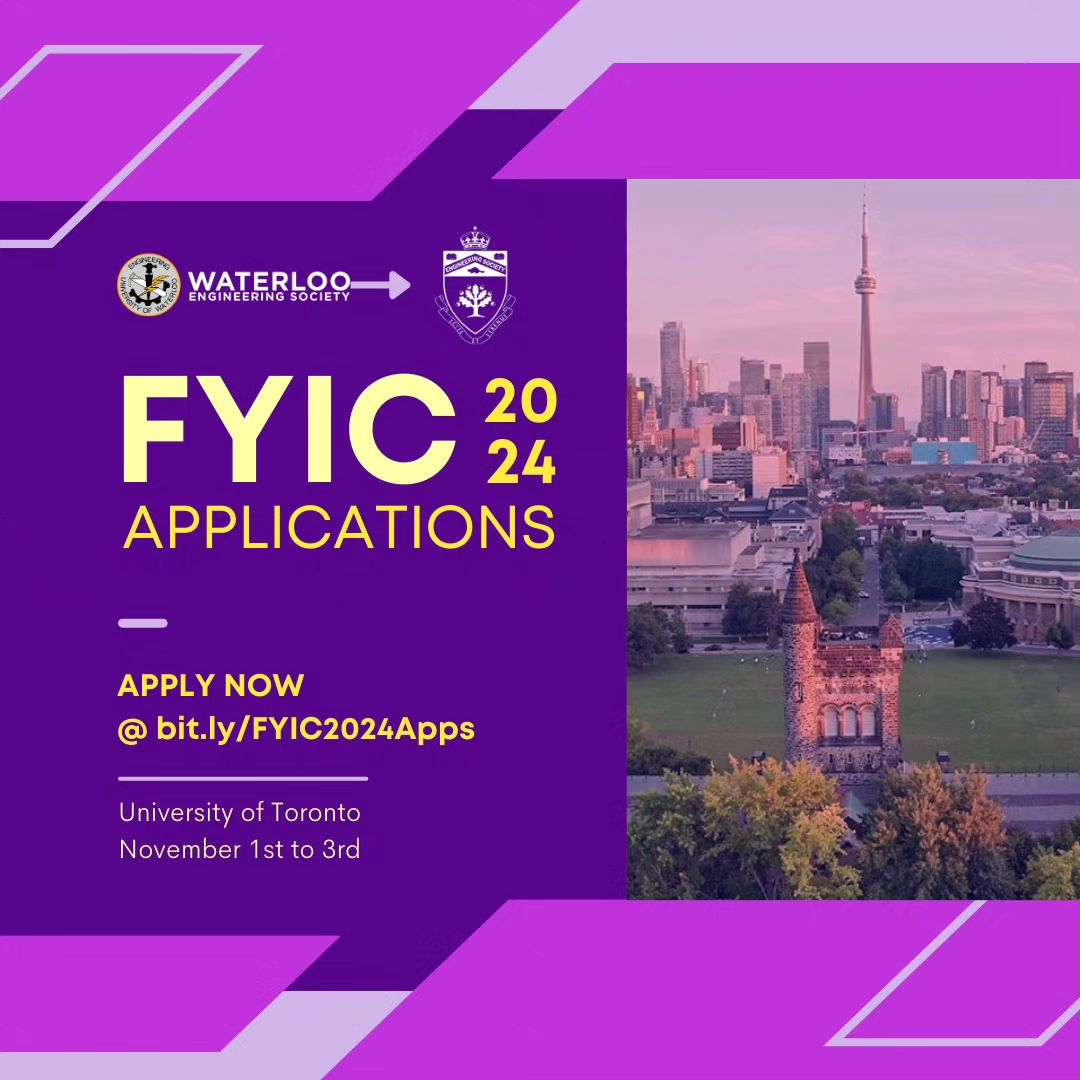 ENGINEERING
UNIVERSITY OF WATERLOO
WATERLOO
ENGINEERING SOCIETY
ENGINEERING SOCIETY
FYIC 20
24
APPLICATIONS
APPLY NOW
@ bit.ly/FYIC2024Apps
University of Toronto
November 1st to 3rd